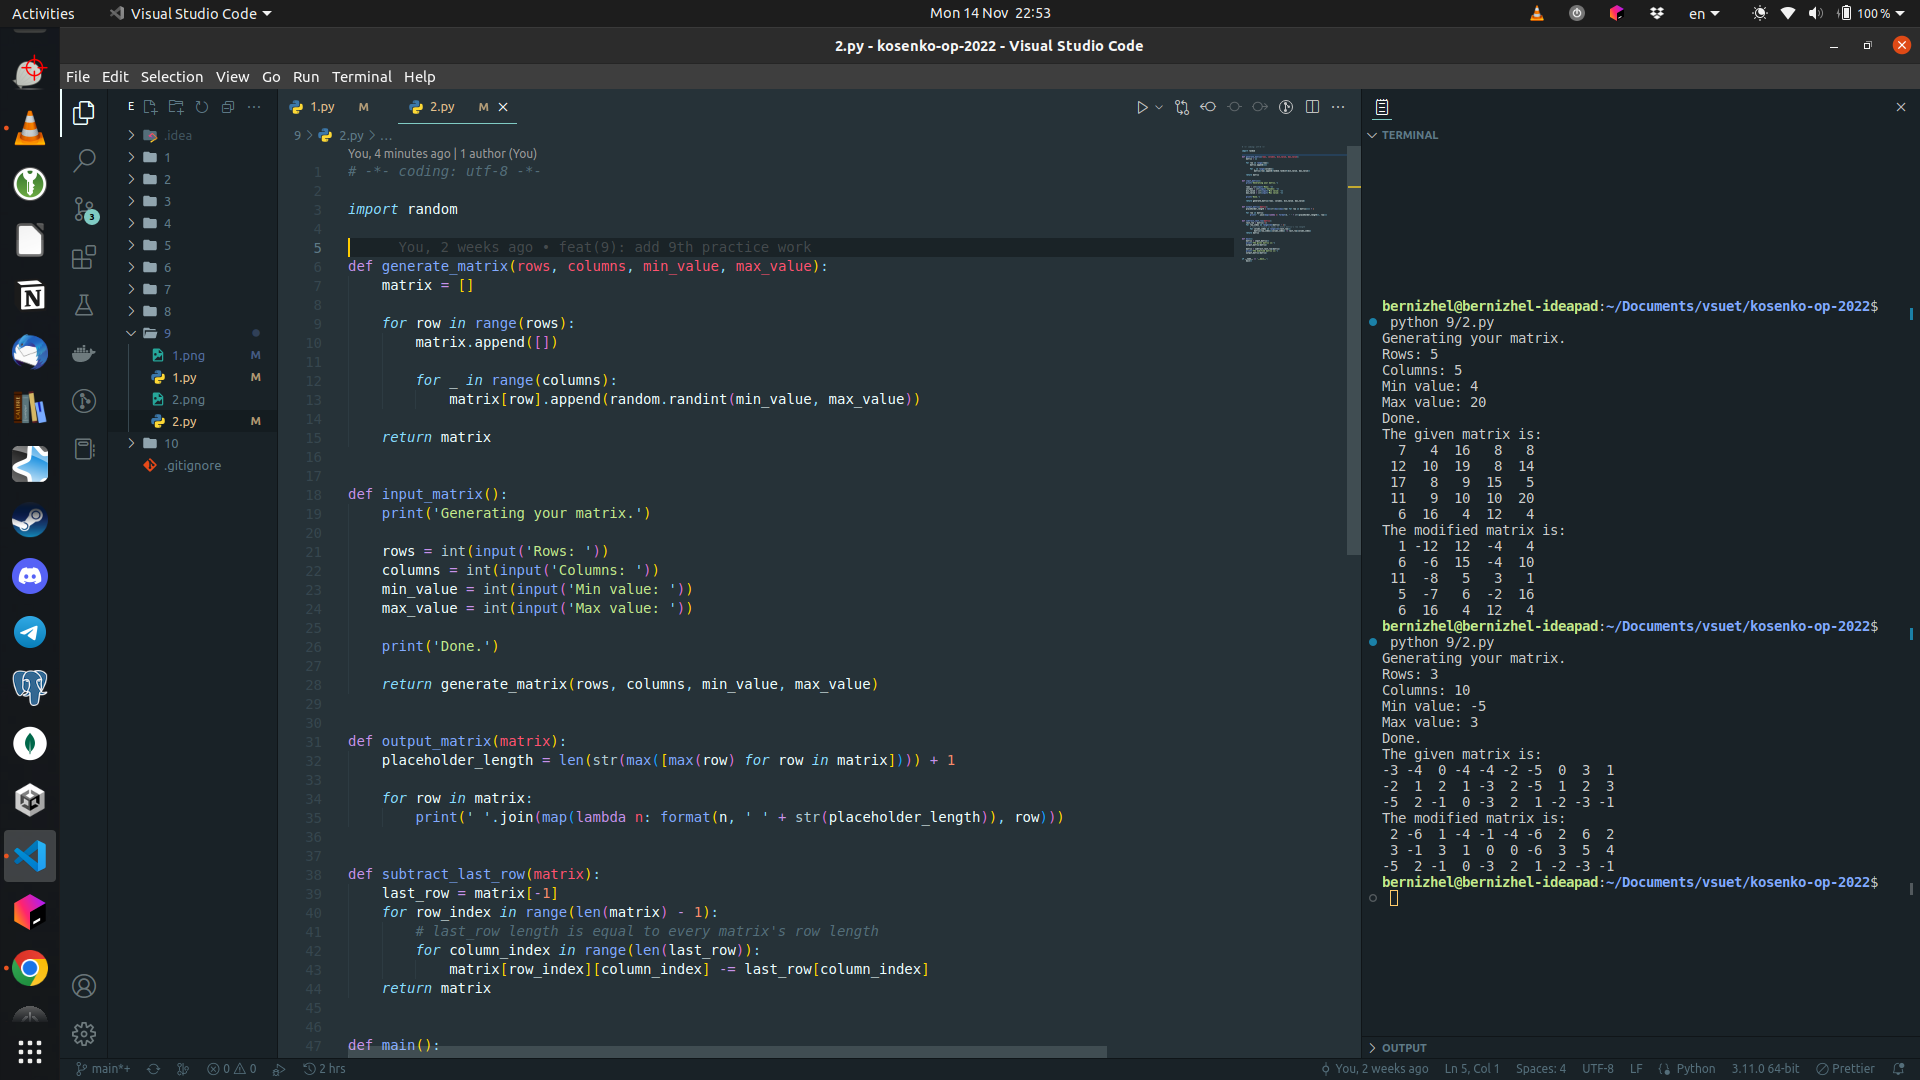 Activities
Visual Studio Code
Mon 14 Nov 22:53
en
100 %
2.py - kosenko-op-2022 - Visual Studio Code
File Edit Selection View Go Run Terminal Help
E
.idea
1
2
3
4
5
6
7
8
9
1.png M
1.py M
2.png
2.py M
10
.gitignore
3
1.py M
2.py M
9 > 2.py > ...
You, 4 minutes ago | 1 author (You)
1 # -*- coding: utf-8 -*-
2
3 import random
4
5 You, 2 weeks ago • feat(9): add 9th practice work
6 def generate_matrix(rows, columns, min_value, max_value):
7 matrix = []
8
9 for row in range(rows):
10 matrix.append([])
11
12 for _ in range(columns):
13 matrix[row].append(random.randint(min_value, max_value))
14
15 return matrix
16
17
18 def input_matrix():
19 print('Generating your matrix.')
20
21 rows = int(input('Rows: '))
22 columns = int(input('Columns: '))
23 min_value = int(input('Min value: '))
24 max_value = int(input('Max value: '))
25
26 print('Done.')
27
28 return generate_matrix(rows, columns, min_value, max_value)
29
30
31 def output_matrix(matrix):
32 placeholder_length = len(str(max([max(row) for row in matrix]))) + 1
33
34 for row in matrix:
35 print(' '.join(map(lambda n: format(n, ' ' + str(placeholder_length)), row)))
36
37
38 def subtract_last_row(matrix):
39 last_row = matrix[-1]
40 for row_index in range(len(matrix) - 1):
41 # last_row length is equal to every matrix's row length
42 for column_index in range(len(last_row)):
43 matrix[row_index][column_index] -= last_row[column_index]
44 return matrix
45
46
47 def main():
TERMINAL
bernizhel@bernizhel-ideapad:~/Documents/vsuet/kosenko-op-2022$
python 9/2.py
Generating your matrix.
Rows: 5
Columns: 5
Min value: 4
Max value: 20
Done.
The given matrix is:
7 4 16 8 8
12 10 19 8 14
17 8 9 15 5
11 9 10 10 20
6 16 4 12 4
The modified matrix is:
1 -12 12 -4 4
6 -6 15 -4 10
11 -8 5 3 1
5 -7 6 -2 16
6 16 4 12 4
bernizhel@bernizhel-ideapad:~/Documents/vsuet/kosenko-op-2022$
python 9/2.py
Generating your matrix.
Rows: 3
Columns: 10
Min value: -5
Max value: 3
Done.
The given matrix is:
-3 -4 0 -4 -4 -2 -5 0 3 1
-2 1 2 1 -3 2 -5 1 2 3
-5 2 -1 0 -3 2 1 -2 -3 -1
The modified matrix is:
2 -6 1 -4 -1 -4 -6 2 6 2
3 -1 3 1 0 0 -6 3 5 4
-5 2 -1 0 -3 2 1 -2 -3 -1
bernizhel@bernizhel-ideapad:~/Documents/vsuet/kosenko-op-2022$
OUTPUT
main*+
0 0
2 hrs
You, 2 weeks ago
Ln 5, Col 1
Spaces: 4
UTF-8
LF
Python
3.11.0 64-bit
Prettier